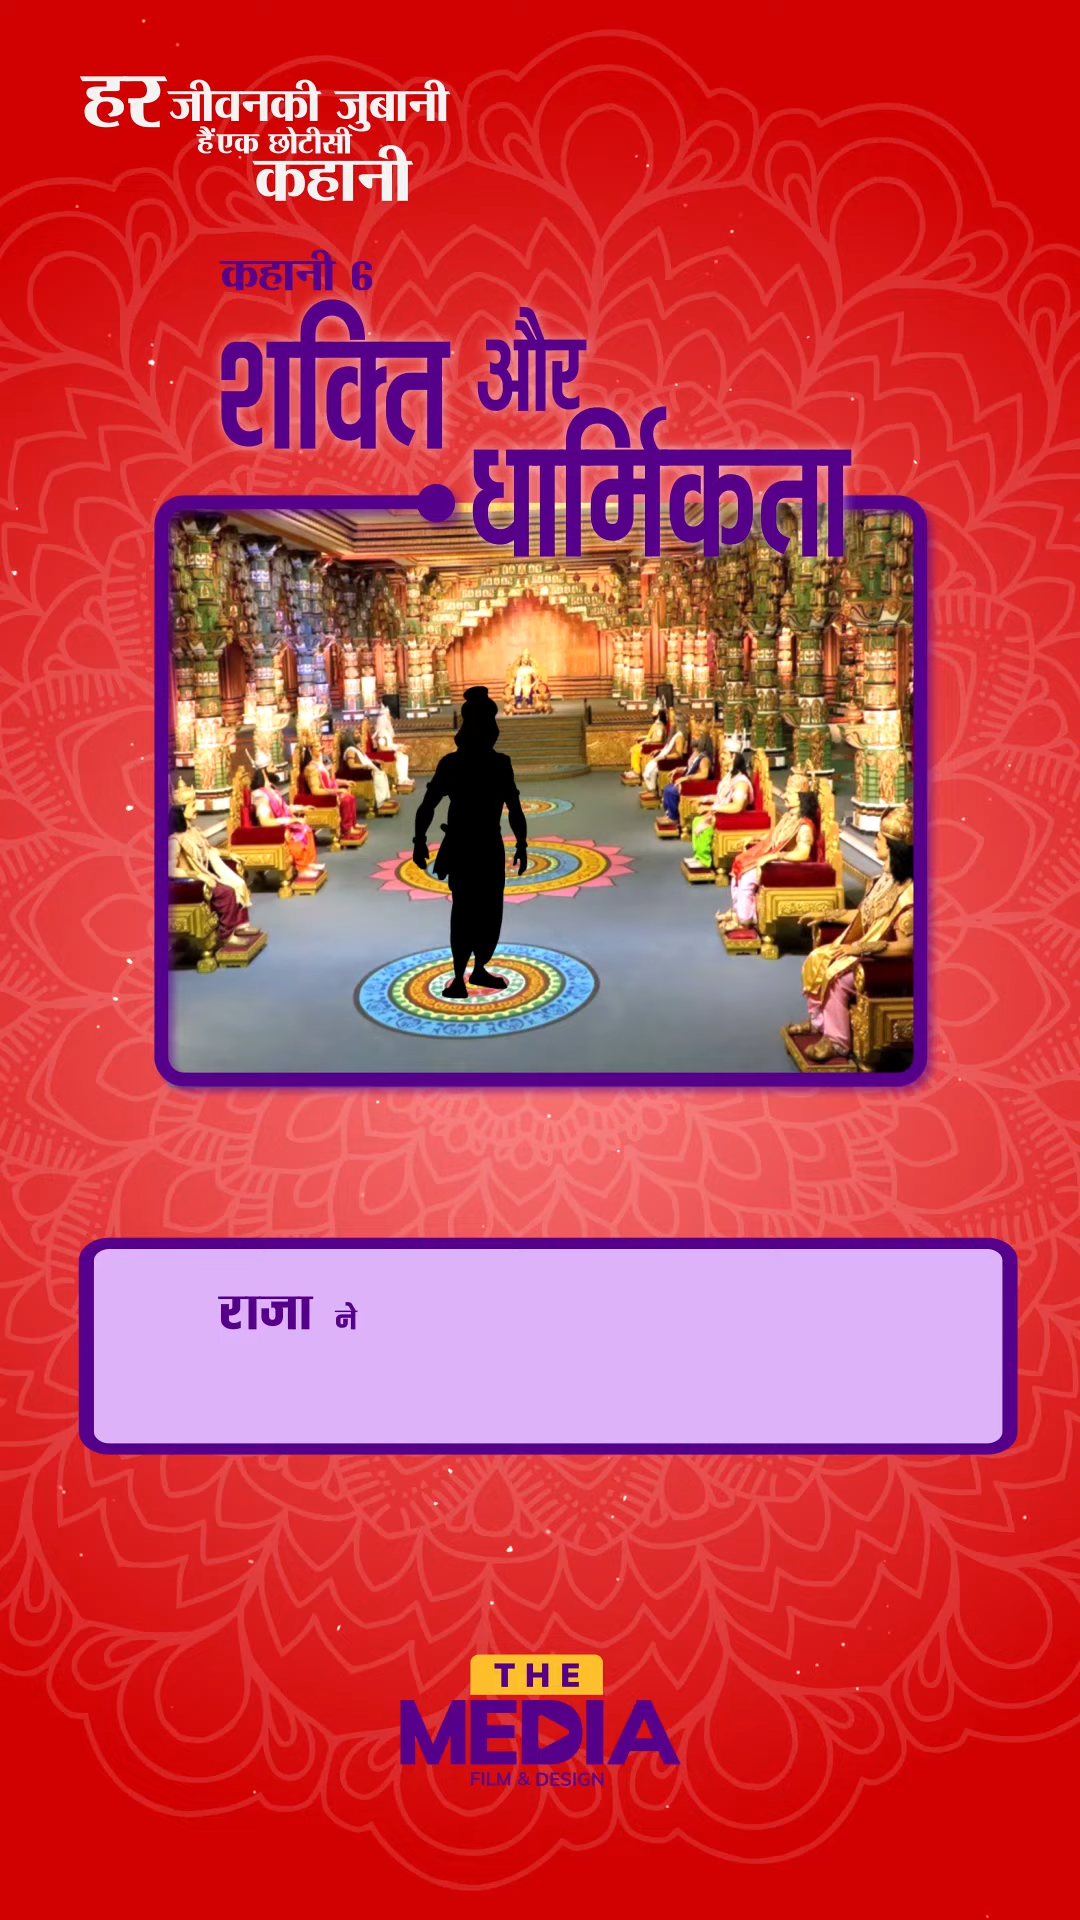 हर जीवनकी जुबानी
हैं एक छोटीसी
कहानी
कहानी 6
शक्ति और
धार्मिकता
राजा ने
THE
MEDIA
FILM & DESIGN